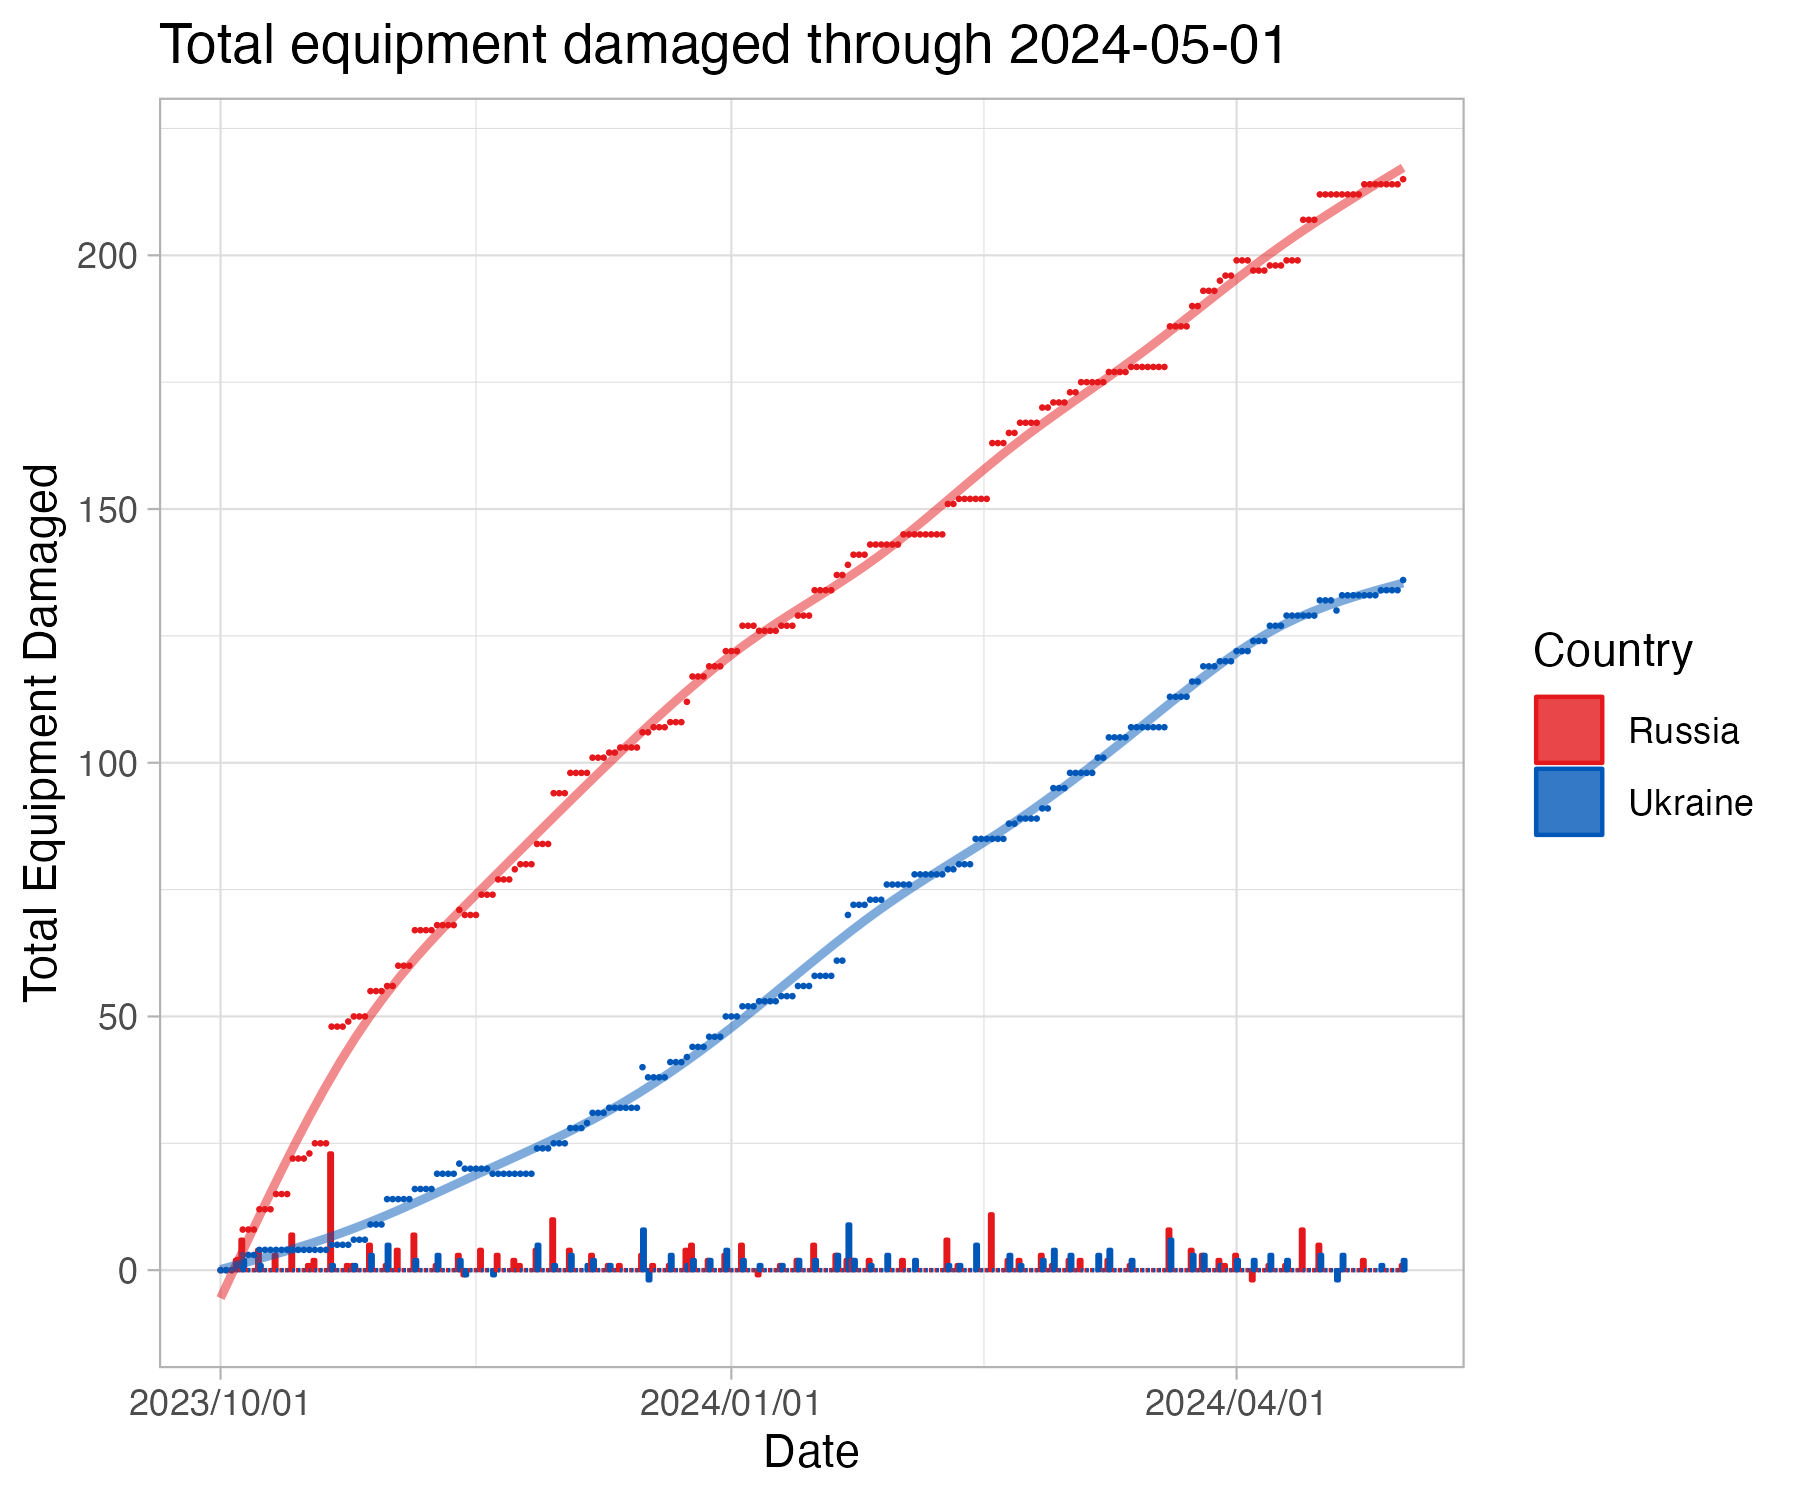 Total equipment damaged through 2024-05-01
Total Equipment Damaged
200
150
100
50
0
2023/10/01
2024/01/01
2024/04/01
Date
Country
Russia
Ukraine